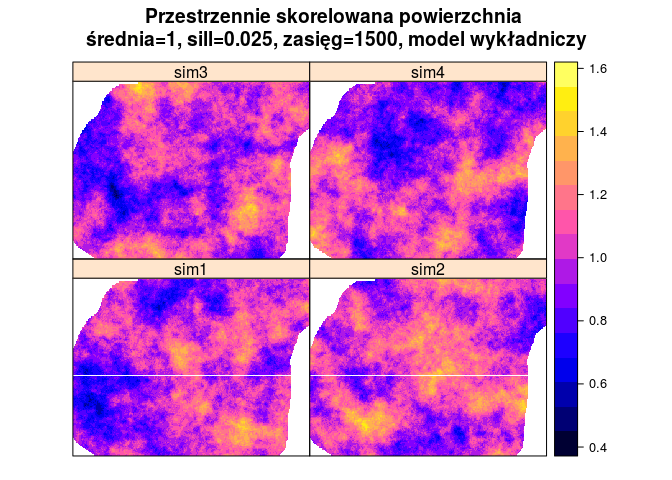 Przestrzennie skorelowana powierzchnia
średnia=1, sill=0.025, zasięg=1500, model wykładniczy
sim3
sim4
sim1
sim2
1.6
1.4
1.2
1.0
0.8
0.6
0.4